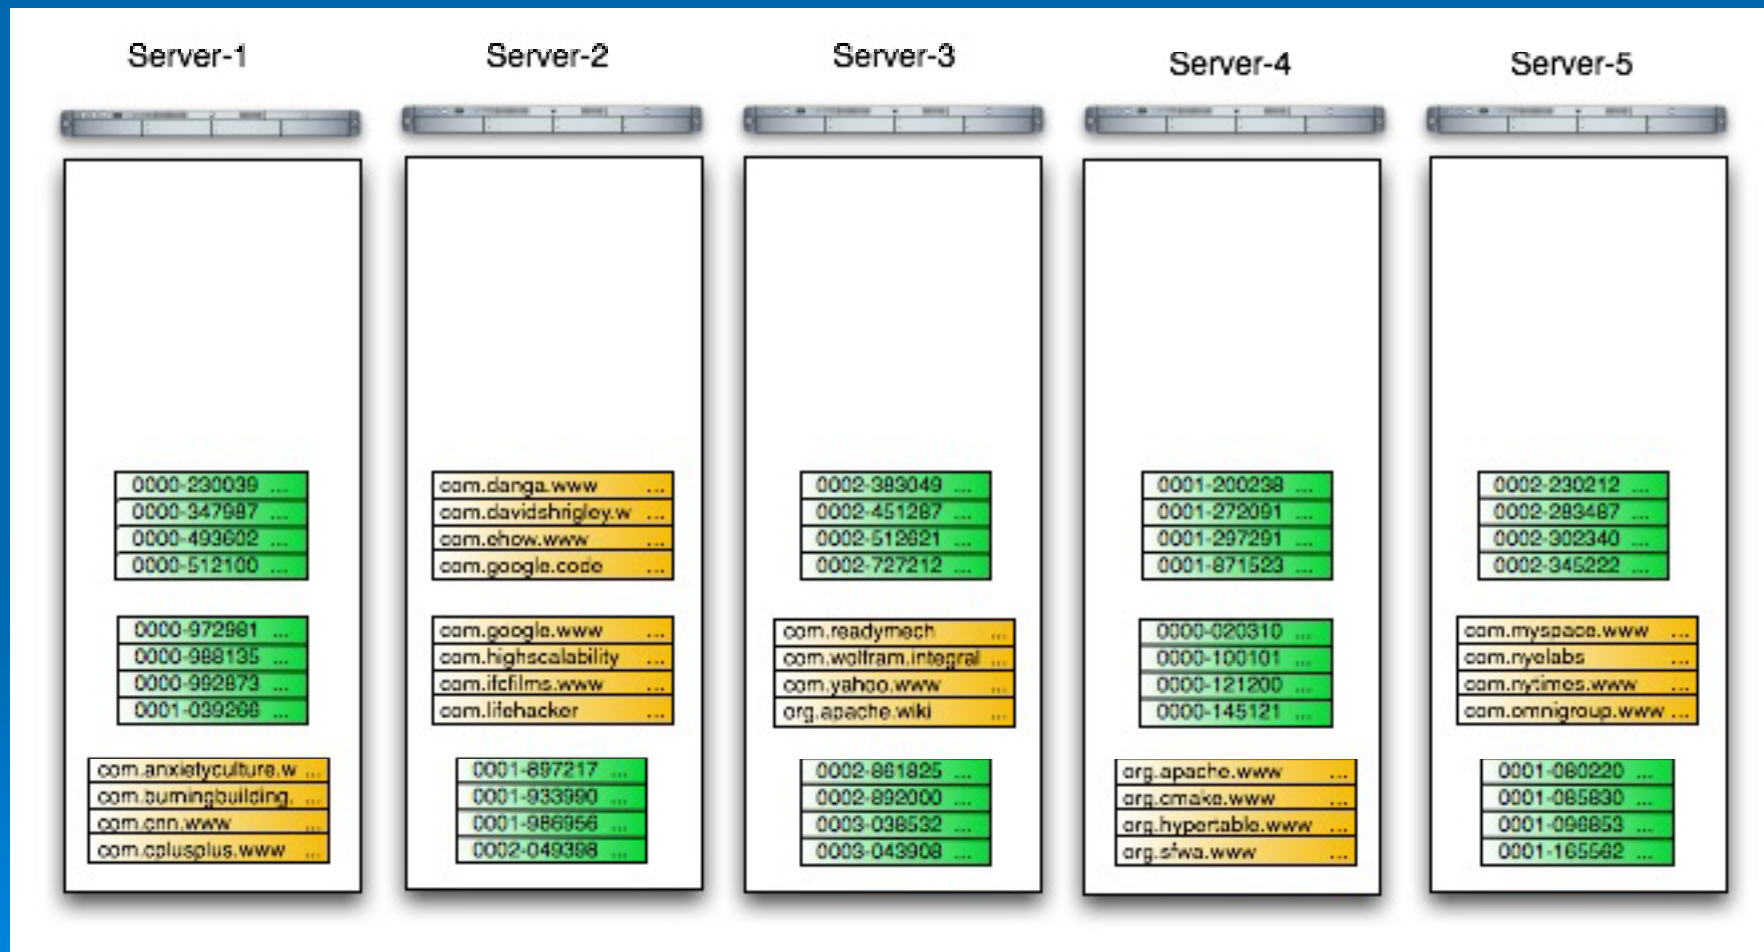 Server-1
0000-230039 ...
0000-347987 ...
0000-493602 ...
0000-512100 ...
0000-972981 ...
0000-988135 ...
0000-992873 ...
0001-039266 ...
com.anxietyculture.w ...
com.burningbuilding. ...
com.cnn.www ...
com.cplusplus.www ...
Server-2
com.danga.www ...
com.davidshrigley.w ...
com.ehow.www ...
com.google.code ...
com.google.www ...
com.highscalability ...
com.ifcfilms.www ...
com.lifehacker ...
0001-897217 ...
0001-933990 ...
0001-986956 ...
0002-049398 ...
Server-3
0002-383049 ...
0002-451287 ...
0002-512621 ...
0002-727212 ...
com.readymech ...
com.wolfram.integral ...
com.yahoo.www ...
org.apache.wiki ...
0002-861825 ...
0002-892000 ...
0003-038532 ...
0003-043908 ...
Server-4
0001-200238 ...
0001-272091 ...
0001-297291 ...
0001-871523 ...
0000-020310 ...
0000-100101 ...
0000-121200 ...
0000-145121 ...
org.apache.www ...
org.cmake.www ...
org.hypertable.www ...
org.sfwa.www ...
Server-5
0002-230212 ...
0002-283487 ...
0002-302340 ...
0002-345222 ...
com.myspace.www ...
com.nyelabs ...
com.nytimes.www ...
com.omnigroup.www ...
0001-080220 ...
0001-085830 ...
0001-096853 ...
0001-165562 ...